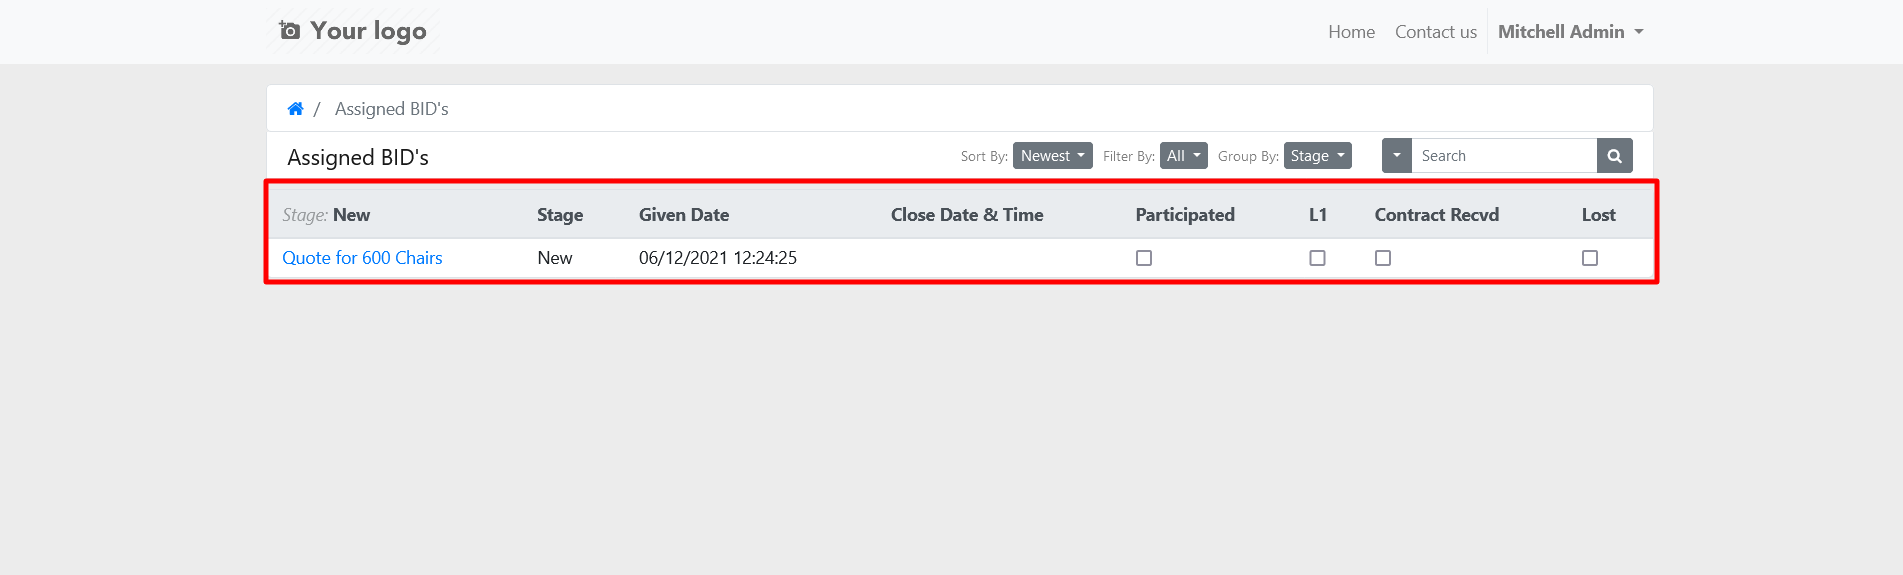 Your logo
Home Contact us Mitchell Admin
/ Assigned BID's
Assigned BID's Sort By: Newest Filter By: All Group By: Stage Search
Stage: New Stage Given Date Close Date & Time Participated L1 Contract Recvd Lost
Quote for 600 Chairs New 06/12/2021 12:24:25